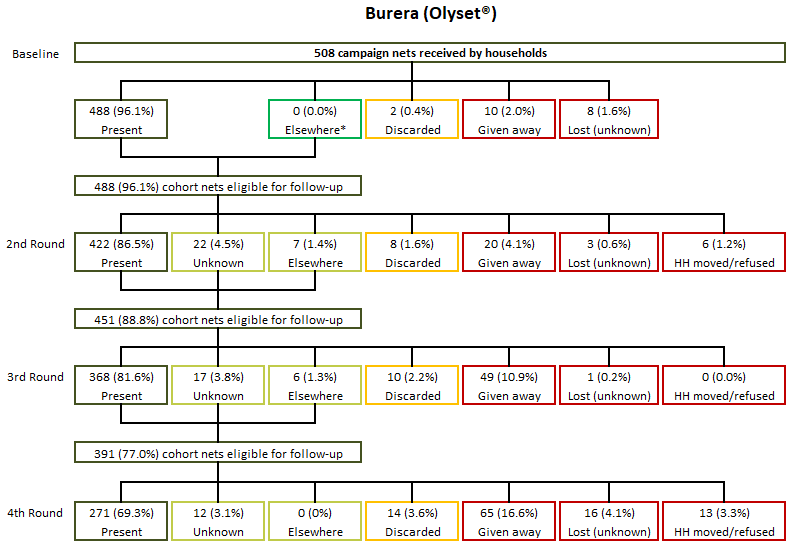 Burera (Olyset®)
Baseline
508 campaign nets received by households
488 (96.1%)
Present
0 (0.0%)
Elsewhere*
2 (0.4%)
Discarded
10 (2.0%)
Given away
8 (1.6%)
Lost (unknown)
488 (96.1%) cohort nets eligible for follow-up
2nd Round
422 (86.5%)
Present
22 (4.5%)
Unknown
7 (1.4%)
Elsewhere
8 (1.6%)
Discarded
20 (4.1%)
Given away
3 (0.6%)
Lost (unknown)
6 (1.2%)
HH moved/refused
451 (88.8%) cohort nets eligible for follow-up
3rd Round
368 (81.6%)
Present
17 (3.8%)
Unknown
6 (1.3%)
Elsewhere
10 (2.2%)
Discarded
49 (10.9%)
Given away
1 (0.2%)
Lost (unknown)
0 (0.0%)
HH moved/refused
391 (77.0%) cohort nets eligible for follow-up
4th Round
271 (69.3%)
Present
12 (3.1%)
Unknown
0 (0%)
Elsewhere
14 (3.6%)
Discarded
65 (16.6%)
Given away
16 (4.1%)
Lost (unknown)
13 (3.3%)
HH moved/refused